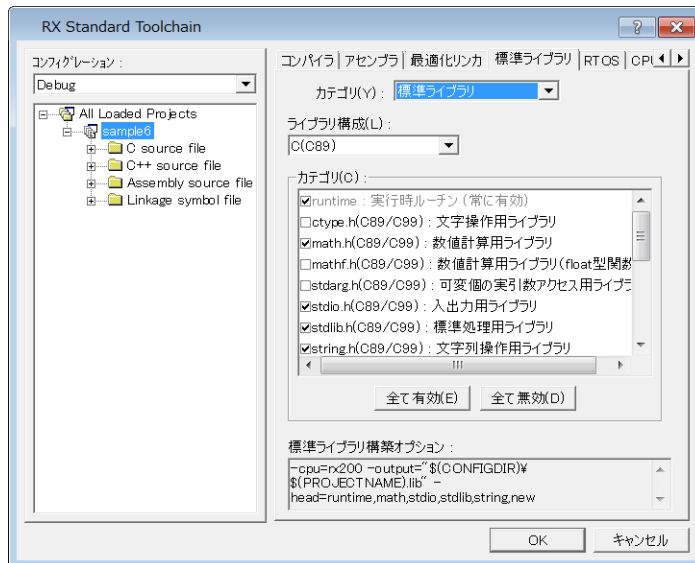 RX Standard Toolchain
コンフィグレーション :
Debug
All Loaded Projects
sample6
C source file
C++ source file
Assembly source file
Linkage symbol file
コンパイラ アセンブラ 最適化リンカ 標準ライブラリ RTOS CPU
カテゴリ(Y) : 標準ライブラリ
ライブラリ構成(L) :
C(C89)
カテゴリ(C) :
runtime : 実行時ルーチン (常に有効)
ctype.h(C89/C99) : 文字操作用ライブラリ
math.h(C89/C99) : 数値計算用ライブラリ
mathf.h(C89/C99) : 数値計算用ライブラリ(float型関数
stdarg.h(C89/C99) : 可変個の実引数アクセス用ライブラ
stdio.h(C89/C99) : 入出力用ライブラリ
stdlib.h(C89/C99) : 標準処理用ライブラリ
string.h(C89/C99) : 文字列操作用ライブラリ
全て有効(E) 全て無効(D)
標準ライブラリ構築オプション :
-cpu=rx200 -output="$(CONFIGDIR)¥
$(PROJECTNAME).lib" -
head=runtime,math,stdio,stdlib,string,new
OK キャンセル